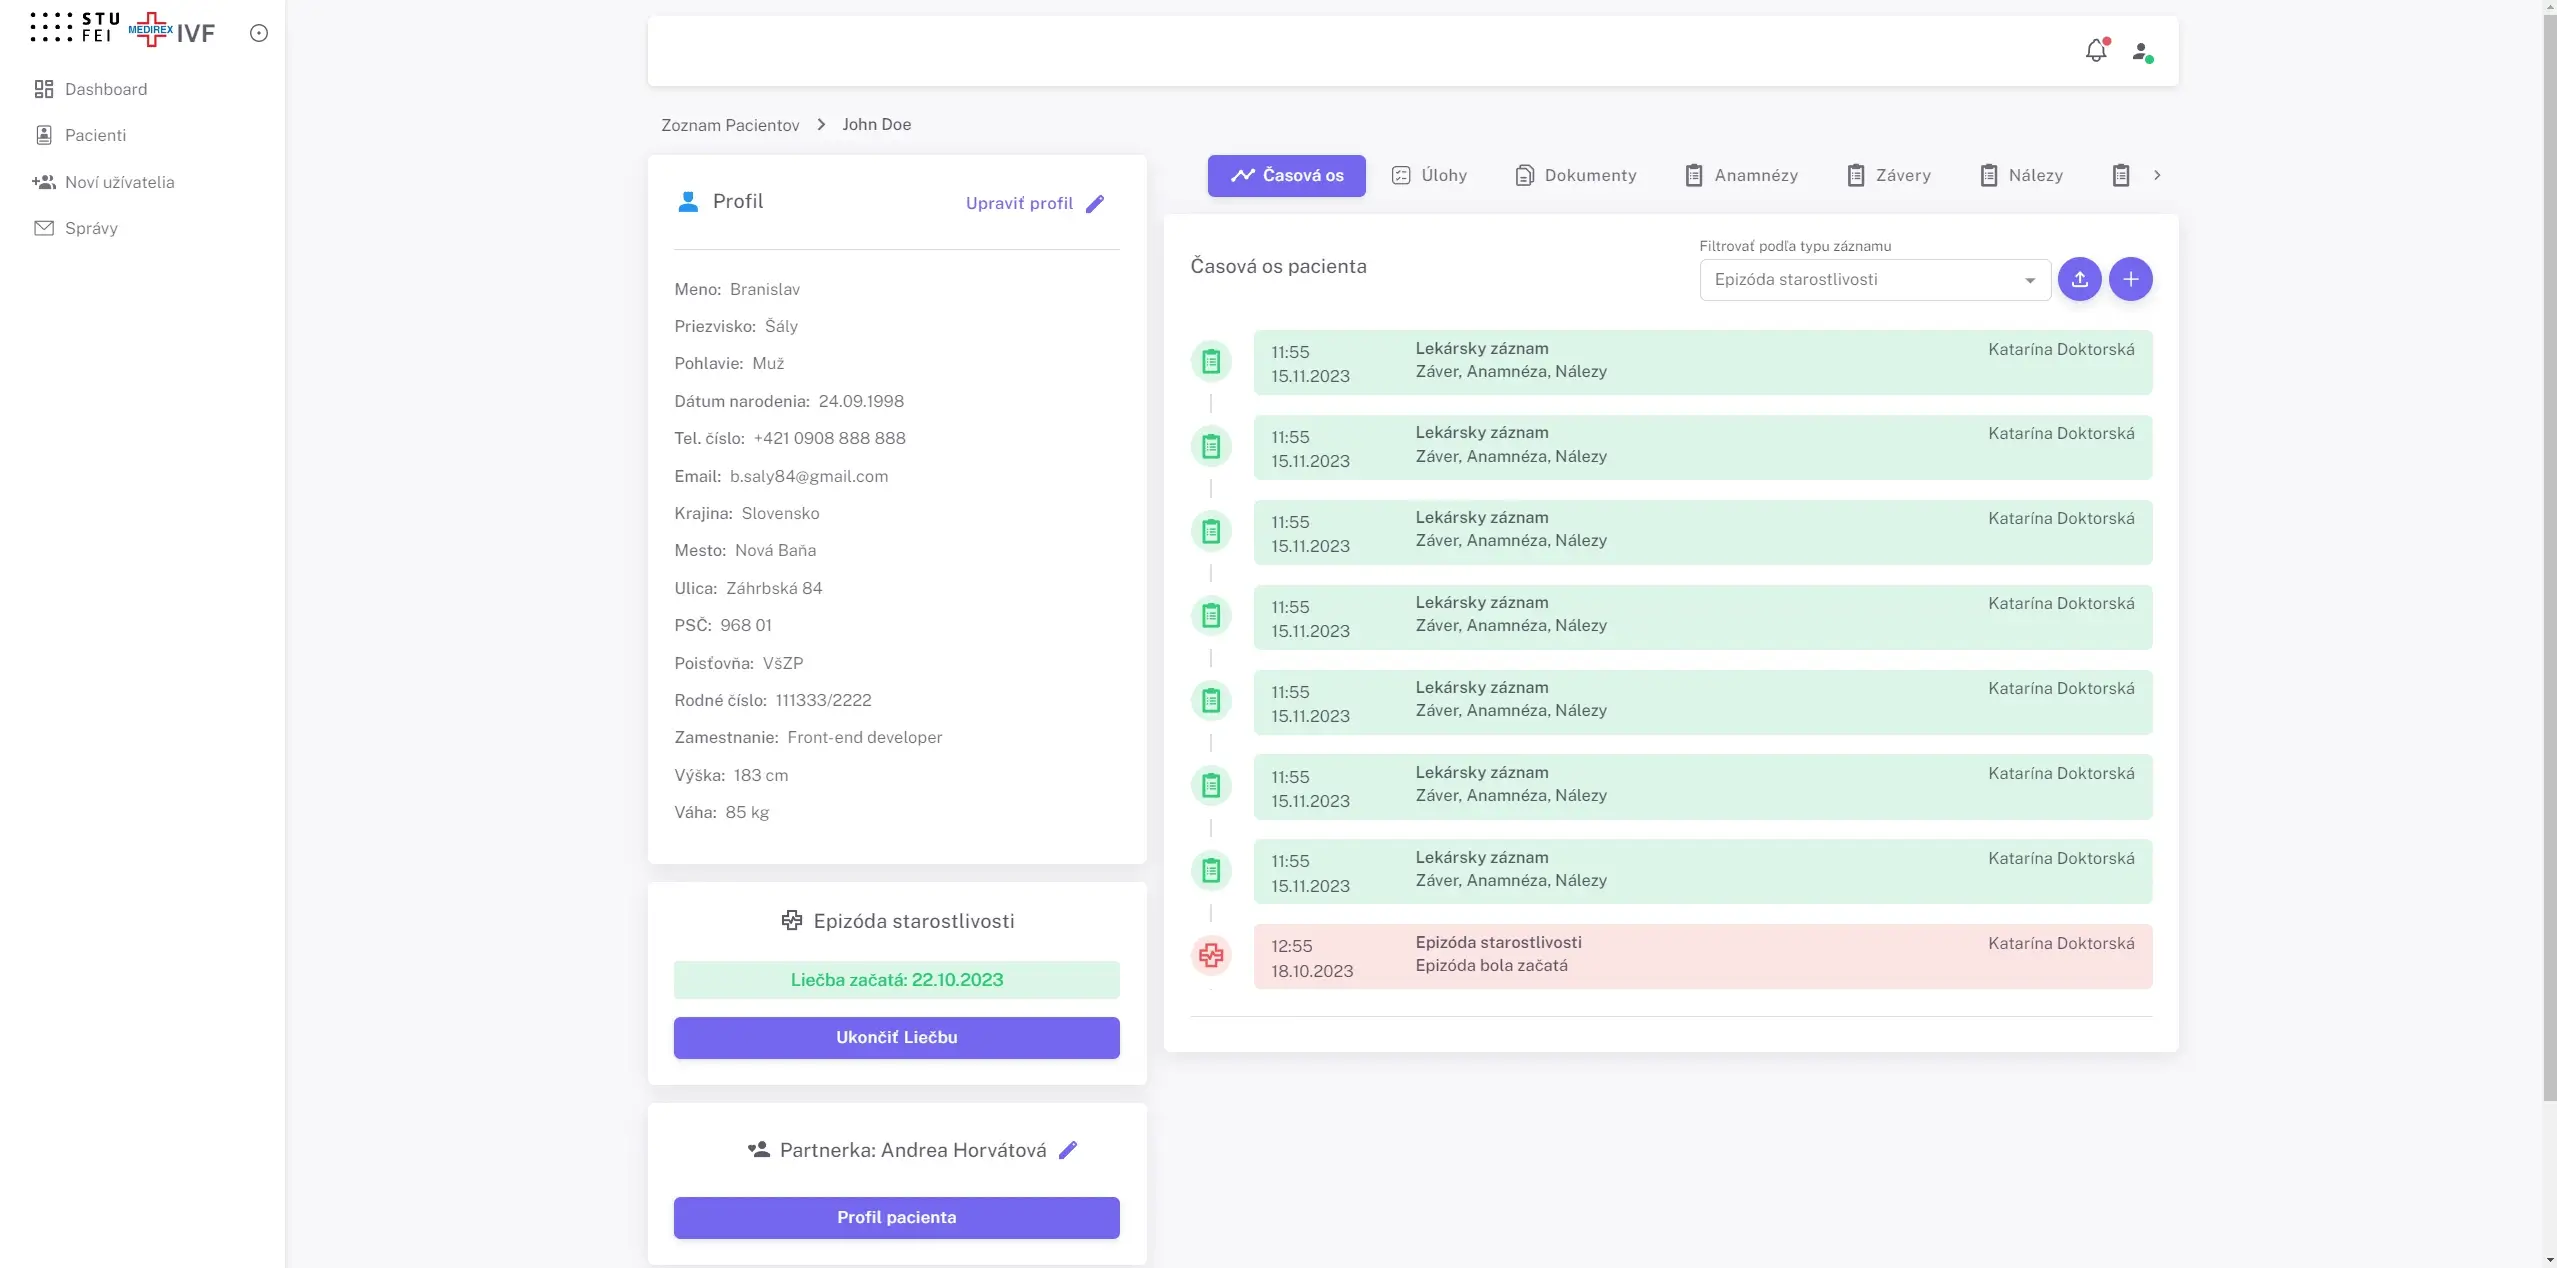 STU
FEI
MEDIREX
IVF
Dashboard
Pacienti
Noví užívatelia
Správy
Zoznam Pacientov
John Doe
Profil
Upraviť profil
Meno: Branislav
Priezvisko: Šály
Pohlavie: Muž
Dátum narodenia: 24.09.1998
Tel. číslo: +421 0908 888 888
Email: b.saly84@gmail.com
Krajina: Slovensko
Mesto: Nová Baňa
Ulica: Záhrbská 84
PSČ: 968 01
Poisťovňa: VšZP
Rodné číslo: 111333/2222
Zamestnanie: Front-end developer
Výška: 183 cm
Váha: 85 kg
Epizóda starostlivosti
Liečba začatá: 22.10.2023
Ukončiť Liečbu
Partnerka: Andrea Horvátová
Profil pacienta
Časová os
Úlohy
Dokumenty
Anamnézy
Závery
Nálezy
Časová os pacienta
Filtrovať podľa typu záznamu
Epizóda starostlivosti
11:55
15.11.2023
Lekársky záznam
Záver, Anamnéza, Nálezy
Katarína Doktorská
11:55
15.11.2023
Lekársky záznam
Záver, Anamnéza, Nálezy
Katarína Doktorská
11:55
15.11.2023
Lekársky záznam
Záver, Anamnéza, Nálezy
Katarína Doktorská
11:55
15.11.2023
Lekársky záznam
Záver, Anamnéza, Nálezy
Katarína Doktorská
11:55
15.11.2023
Lekársky záznam
Záver, Anamnéza, Nálezy
Katarína Doktorská
11:55
15.11.2023
Lekársky záznam
Záver, Anamnéza, Nálezy
Katarína Doktorská
11:55
15.11.2023
Lekársky záznam
Záver, Anamnéza, Nálezy
Katarína Doktorská
12:55
18.10.2023
Epizóda starostlivosti
Epizóda bola začatá
Katarína Doktorská